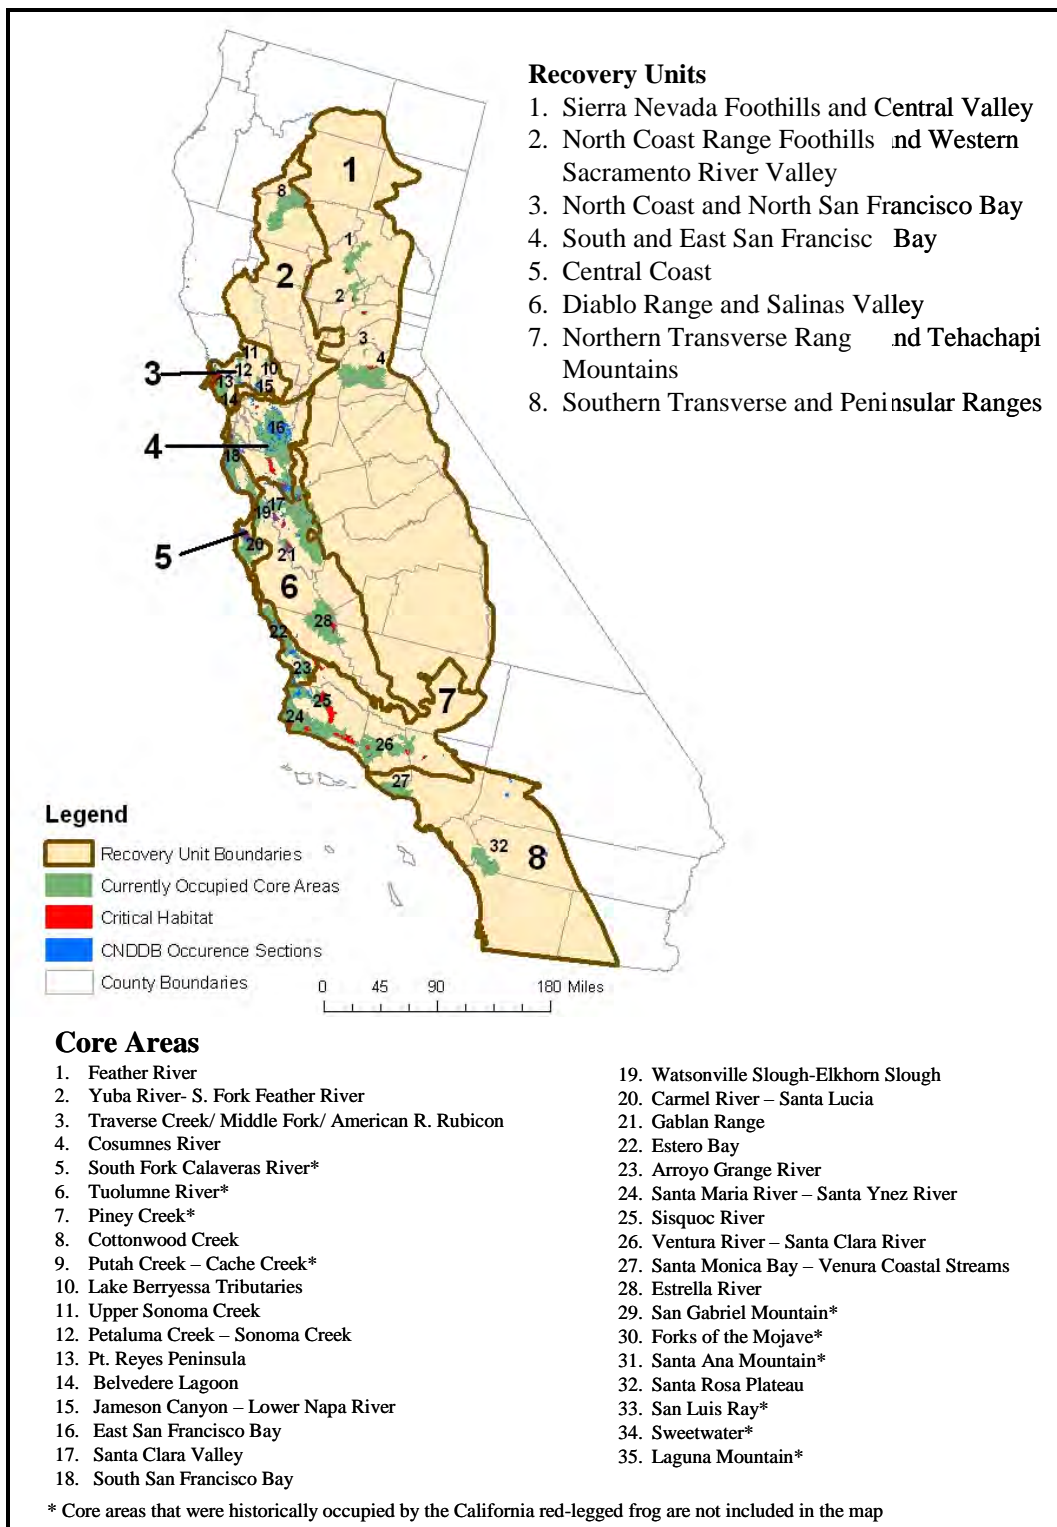 Recovery Units
1. Sierra Nevada Foothills and Central Valley
2. North Coast Range Foothills nd Western
Sacramento River Valley
3. North Coast and North San Francisco Bay
4. South and East San Francisc Bay
5. Central Coast
6. Diablo Range and Salinas Valley
7. Northern Transverse Rang nd Tehachapi
Mountains
8. Southern Transverse and Peninsular Ranges
1
8
1
2
2
3
4
11
3
12
10
13
15
14
16
4
18
17
19
5
20
21
6
28
22
23
7
25
24
26
27
32
8
Legend
Recovery Unit Boundaries
Currently Occupied Core Areas
Critical Habitat
CNDDB Occurence Sections
County Boundaries
0 45 90 180 Miles
Core Areas
1. Feather River
2. Yuba River- S. Fork Feather River
3. Traverse Creek/ Middle Fork/ American R. Rubicon
4. Cosumnes River
5. South Fork Calaveras River*
6. Tuolumne River*
7. Piney Creek*
8. Cottonwood Creek
9. Putah Creek – Cache Creek*
10. Lake Berryessa Tributaries
11. Upper Sonoma Creek
12. Petaluma Creek – Sonoma Creek
13. Pt. Reyes Peninsula
14. Belvedere Lagoon
15. Jameson Canyon – Lower Napa River
16. East San Francisco Bay
17. Santa Clara Valley
18. South San Francisco Bay
19. Watsonville Slough-Elkhorn Slough
20. Carmel River – Santa Lucia
21. Gablan Range
22. Estero Bay
23. Arroyo Grange River
24. Santa Maria River – Santa Ynez River
25. Sisquoc River
26. Ventura River – Santa Clara River
27. Santa Monica Bay – Venura Coastal Streams
28. Estrella River
29. San Gabriel Mountain*
30. Forks of the Mojave*
31. Santa Ana Mountain*
32. Santa Rosa Plateau
33. San Luis Ray*
34. Sweetwater*
35. Laguna Mountain*
* Core areas that were historically occupied by the California red-legged frog are not included in the map